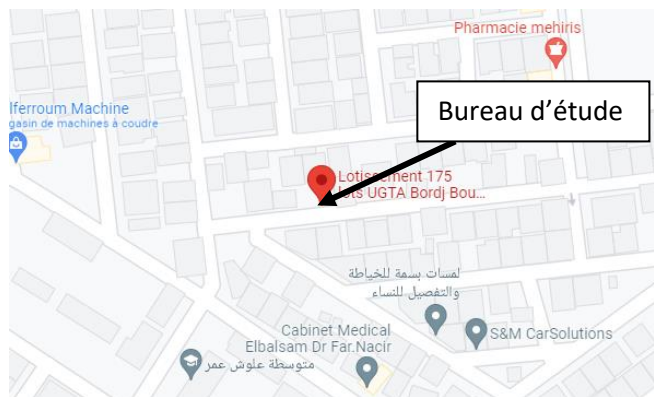 Pharmacie mehiris
lferroum Machine
gasin de machines à coudre
Bureau d'étude
Lotissement 175
lots UGTA Bordj Bou...
لمسات بسمة للخياطة
والتفصيل للنساء
S&M CarSolutions
Cabinet Medical
Elbalsam Dr Far.Nacir
متوسطة علوش عمر